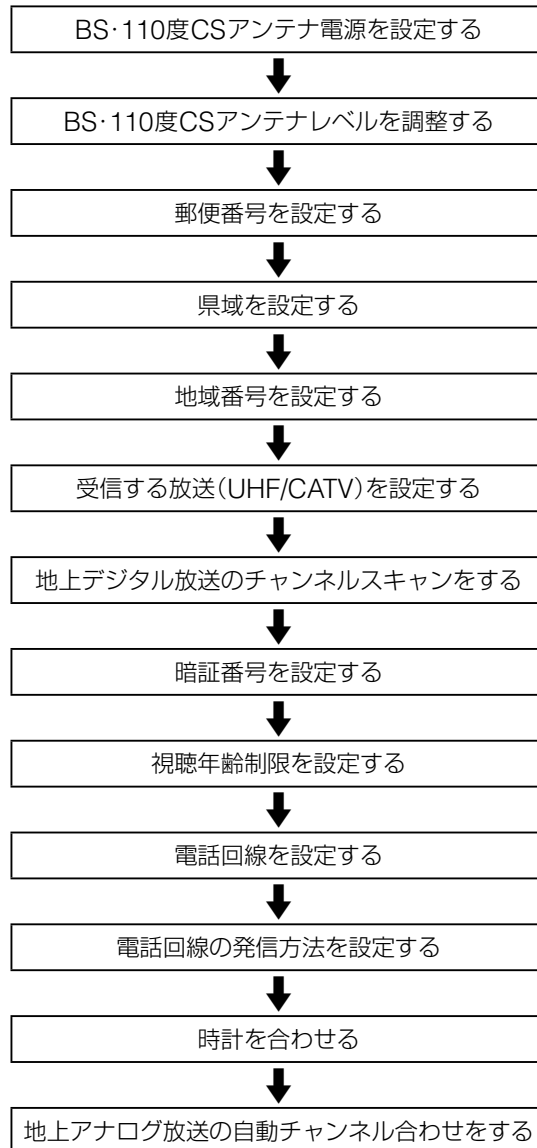 BS・110度CSアンテナ電源を設定する
BS・110度CSアンテナレベルを調整する
郵便番号を設定する
県域を設定する
地域番号を設定する
受信する放送(UHF/CATV)を設定する
地上デジタル放送のチャンネルスキャンをする
暗証番号を設定する
視聴年齢制限を設定する
電話回線を設定する
電話回線の発信方法を設定する
時計を合わせる
地上アナログ放送の自動チャンネル合わせをする